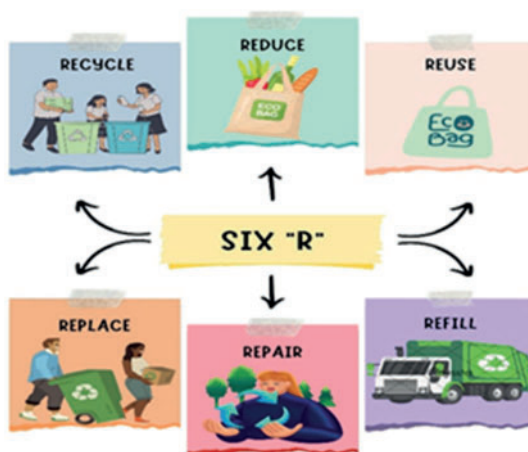 RECYCLE
REDUCE
ECO
BAG
REUSE
Eco
Bag
SIX "R"
REPLACE
REPAIR
REFILL